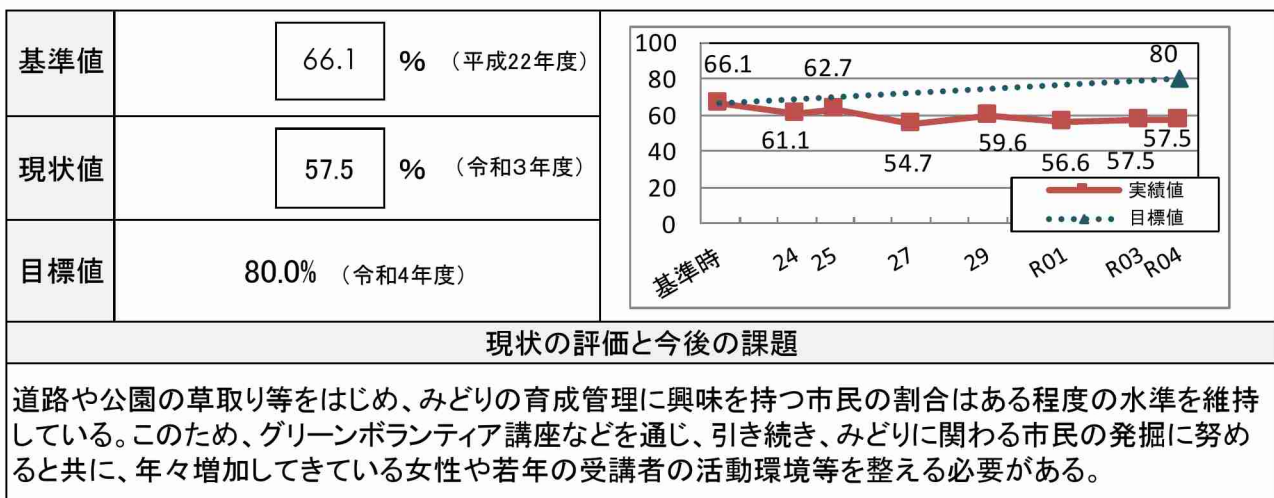 基準値
66.1 % （平成22年度）
現状値
57.5 % （令和3年度）
目標値
80.0% （令和4年度）
100
80
60
40
20
0
66.1
61.1
62.7
54.7
59.6
56.6
57.5
57.5
80
実績値
目標値
基準時
24
25
27
29
R01
R03
R04
現状の評価と今後の課題
道路や公園の草取り等をはじめ、みどりの育成管理に興味を持つ市民の割合はある程度の水準を維持
している。このため、グリーンボランティア講座などを通じ、引き続き、みどりに関わる市民の発掘に努め
ると共に、年々増加してきている女性や若年の受講者の活動環境等を整える必要がある。